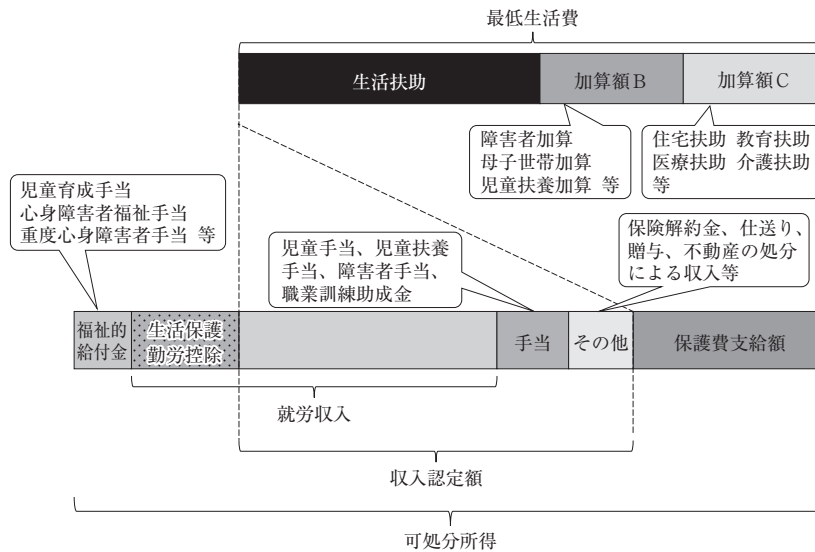 最低生活費
生活扶助
加算額B
加算額C
障害者加算
母子世帯加算
児童扶養加算 等
住宅扶助 教育扶助
医療扶助 介護扶助
等
児童育成手当
心身障害者福祉手当
重度心身障害者手当 等
児童手当、児童扶養
手当、障害者手当、
職業訓練助成金
保険解約金、仕送り、
贈与、不動産の処分
による収入等
福祉的
給付金
生活保護
勤労控除
手当
その他
保護費支給額
就労収入
収入認定額
可処分所得